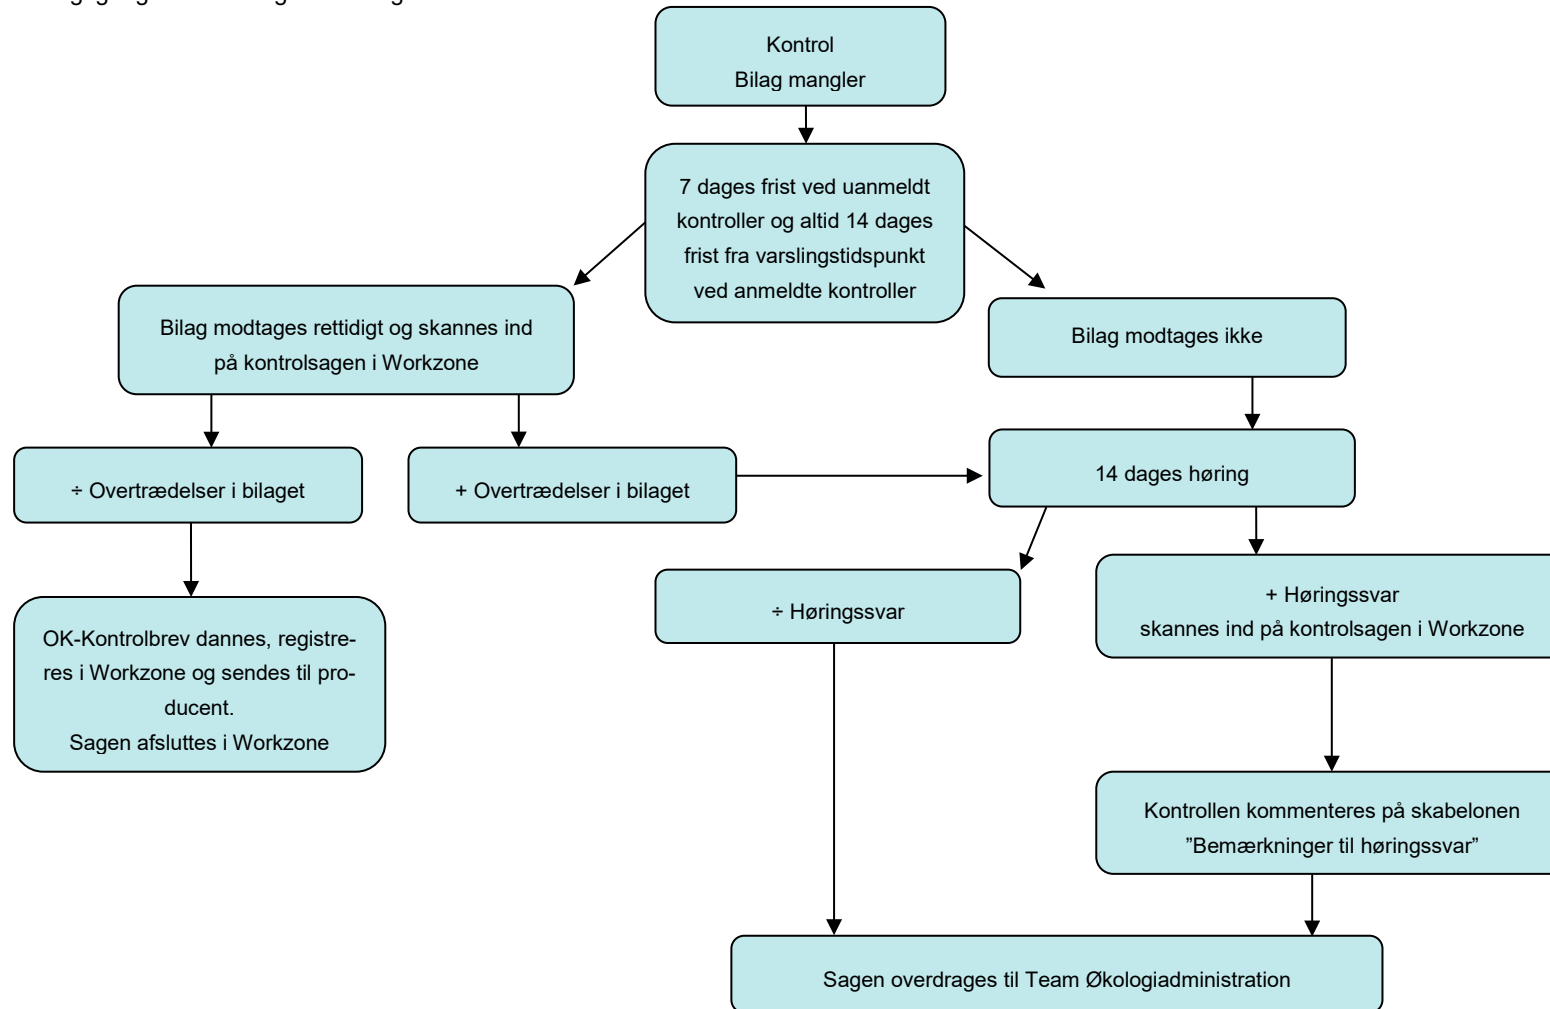 Kontrol
Bilag mangler
7 dages frist ved uanmeldt
kontroller og altid 14 dages
frist fra varslingstidspunkt
ved anmeldte kontroller
Bilag modtages rettidigt og skannes ind
på kontrolsagen i Workzone
Bilag modtages ikke
÷ Overtrædelser i bilaget
+ Overtrædelser i bilaget
14 dages høring
÷ Høringssvar
+ Høringssvar
skannes ind på kontrolsagen i Workzone
OK-Kontrolbrev dannes, registre-
res i Workzone og sendes til pro-
ducent.
Sagen afsluttes i Workzone
Kontrollen kommenteres på skabelonen
”Bemærkninger til høringssvar”
Sagen overdrages til Team Økologiadministration